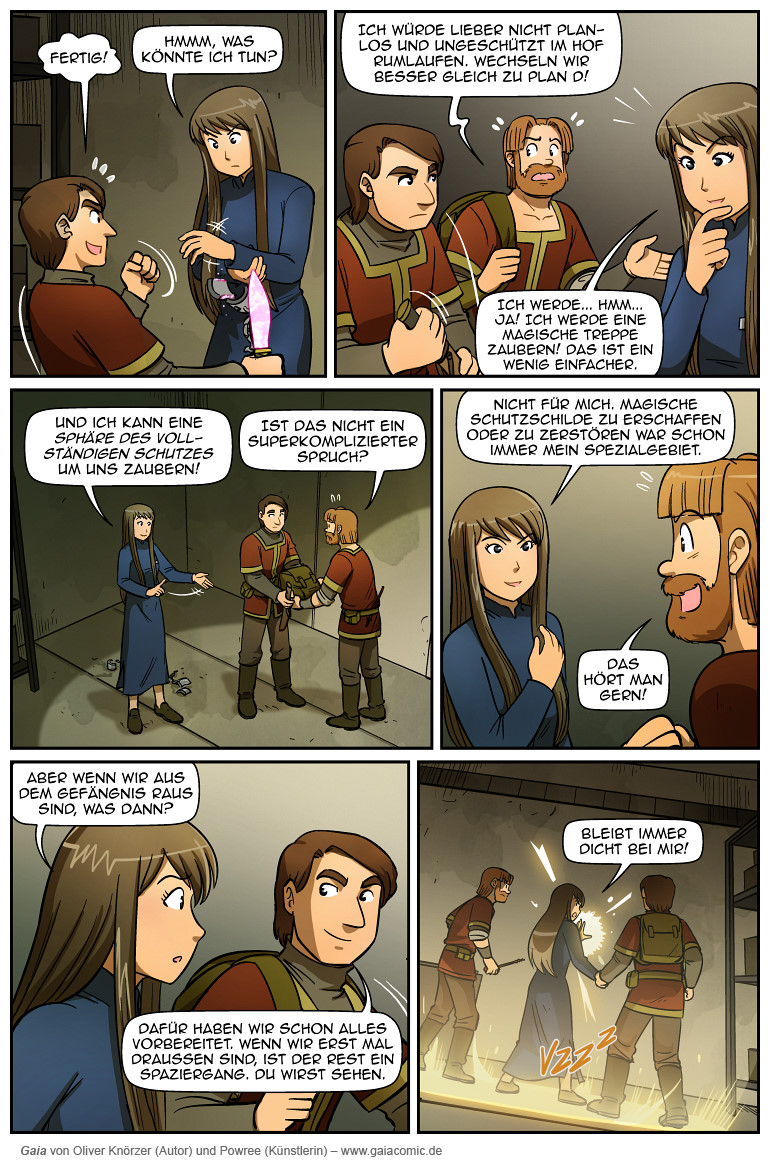 FERTIG!
HMMM, WAS
KÖNNTE ICH TUN?
ICH WÜRDE LIEBER NICHT PLAN-
LOS UND UNGESCHÜTZT IM HOF
RUMLAUFEN. WECHSELN WIR
BESSER GLEICH ZU PLAN D!
ICH WERDE... HMM...
JA! ICH WERDE EINE
MAGISCHE TREPPE
ZAUBERN! DAS IST EIN
WENIG EINFACHER.
UND ICH KANN EINE
SPHÄRE DES VOLL-
STÄNDIGEN SCHUTZES
UM UNS ZAUBERN!
IST DAS NICHT EIN
SUPERKOMPLIZIERTER
SPRUCH?
NICHT FÜR MICH. MAGISCHE
SCHUTZSCHILDE ZU ERSCHAFFEN
ODER ZU ZERSTÖREN WAR SCHON
IMMER MEIN SPEZIALGEBIET.
DAS
HÖRT MAN
GERN!
ABER WENN WIR AUS
DEM GEFÄNGNIS RAUS
SIND, WAS DANN?
DAFÜR HABEN WIR SCHON ALLES
VORBEREITET. WENN WIR ERST MAL
DRAUSSEN SIND, IST DER REST EIN
SPAZIERGANG. DU WIRST SEHEN.
BLEIBT IMMER
DICHT BEI MIR!
VZZZ
Gaia von Oliver Knörzer (Autor) und Powree (Künstlerin) – www.gaiacomic.de